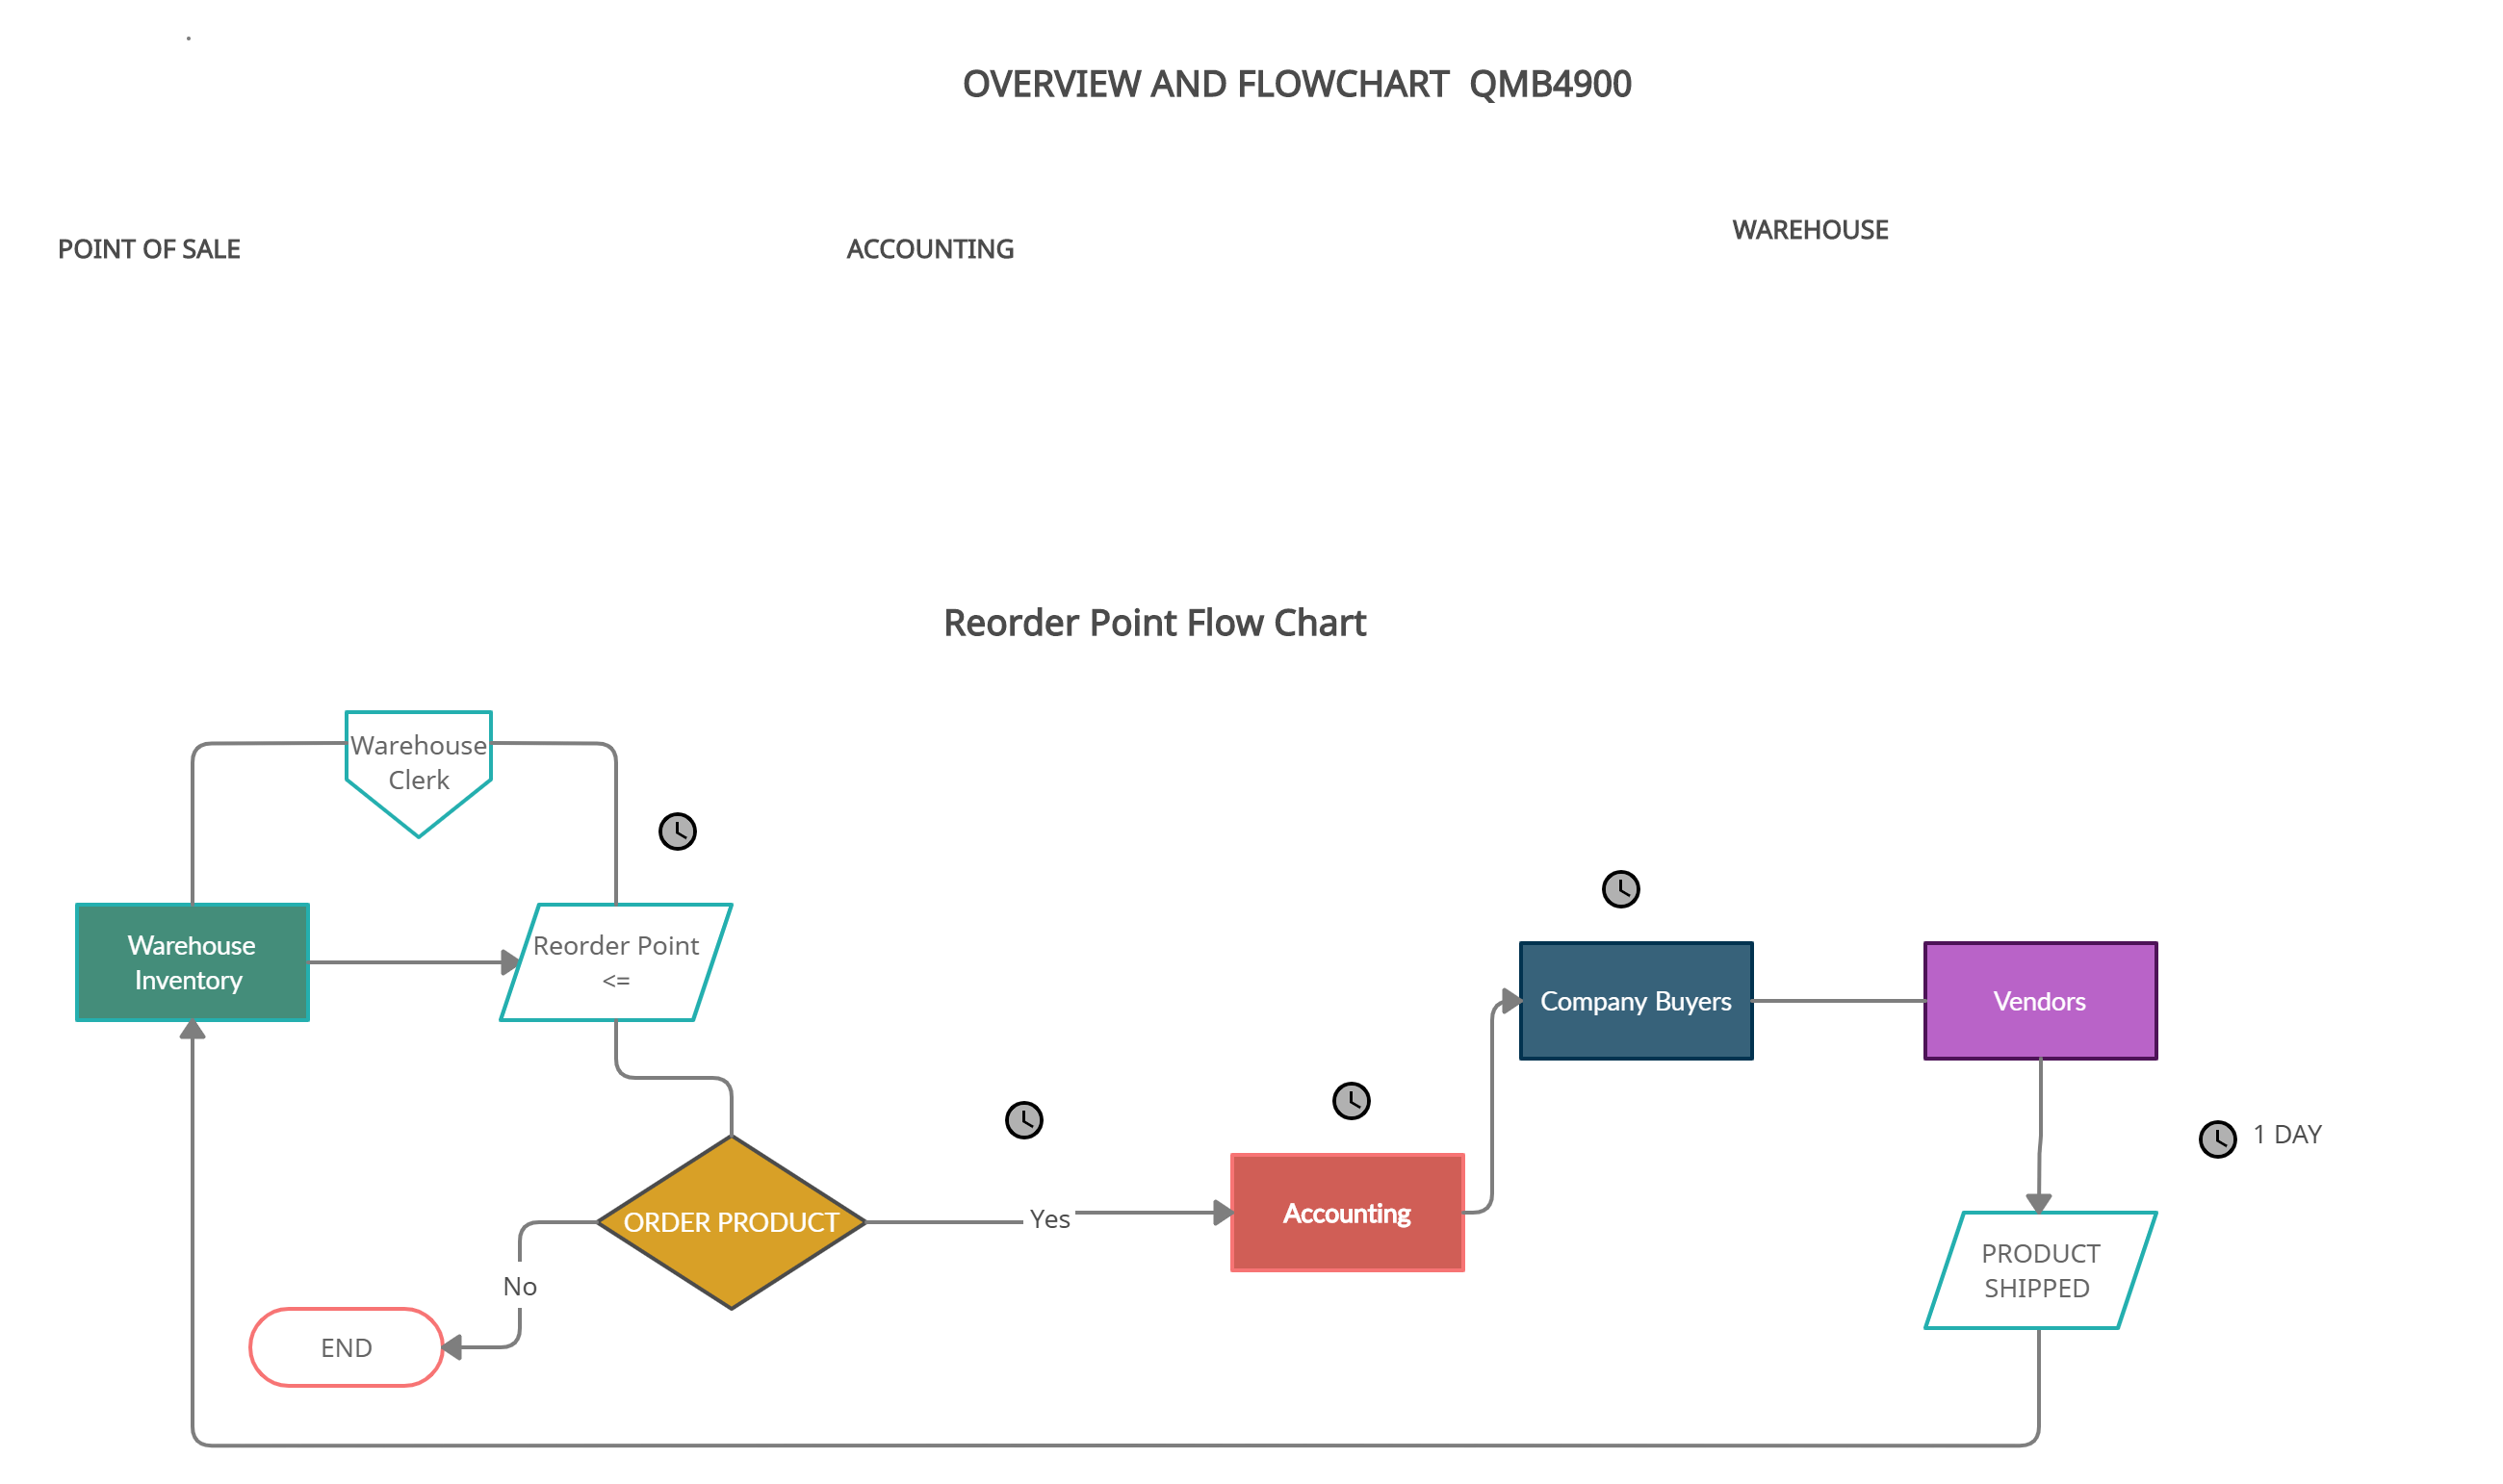 OVERVIEW AND FLOWCHART  QMB4900
POINT OF SALE
ACCOUNTING
WAREHOUSE
Reorder Point Flow Chart
Warehouse
Clerk
Warehouse
Inventory
Reorder Point
<=
Company Buyers
Vendors
1 DAY
ORDER PRODUCT
Yes
Accounting
No
PRODUCT
SHIPPED
END